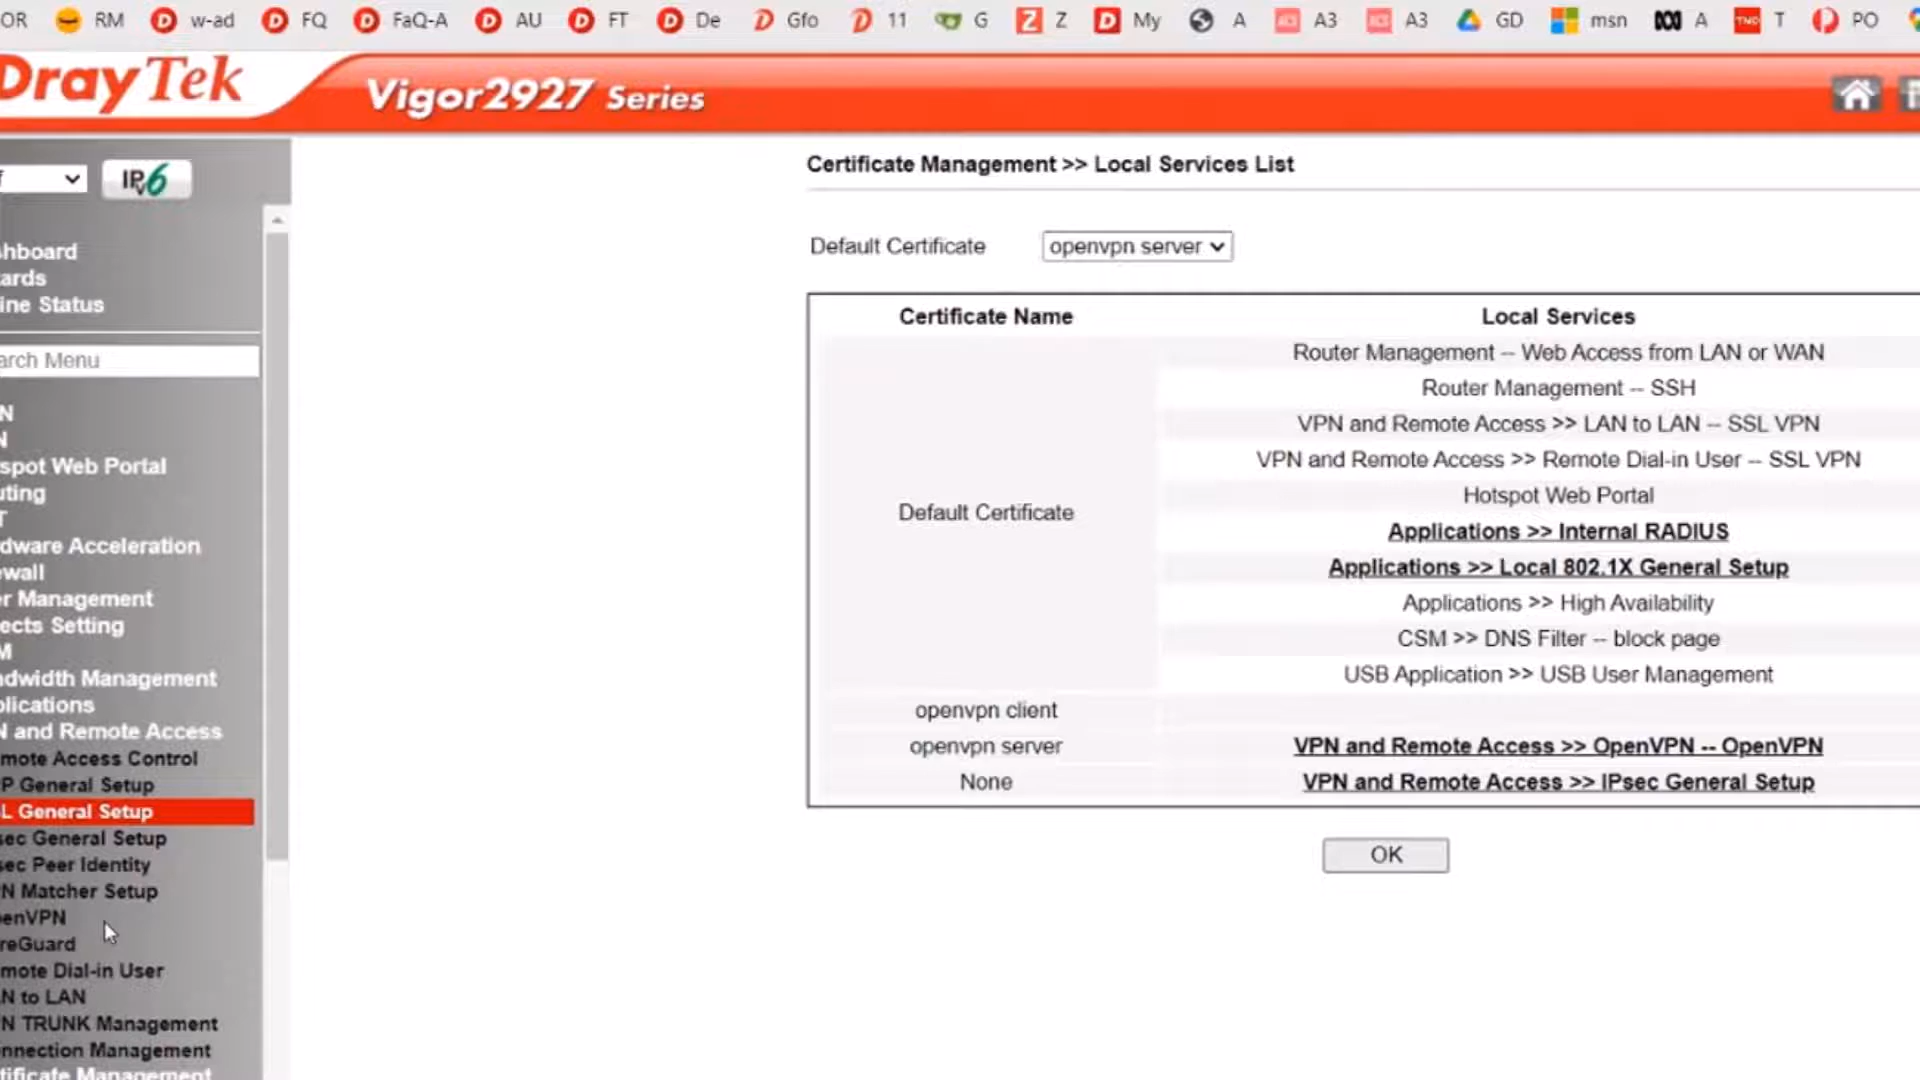 OR RM w-ad FQ FaQ-A AU FT De Gfo 11 G Z My A A3 A3 GD msn A T PO
DrayTek Vigor2927 Series
IPv6
shboard
ards
ine Status
arch Menu
N
N
spot Web Portal
uting
T
dware Acceleration
ewall
er Management
ects Setting
M
ndwidth Management
plications
N and Remote Access
mote Access Control
P General Setup
L General Setup
sec General Setup
sec Peer Identity
N Matcher Setup
penVPN
reGuard
mote Dial-in User
N to LAN
N TRUNK Management
nnection Management
tificate Management
Certificate Management >> Local Services List
Default Certificate openvpn server
Certificate Name Local Services
Router Management -- Web Access from LAN or WAN
Router Management -- SSH
VPN and Remote Access >> LAN to LAN -- SSL VPN
VPN and Remote Access >> Remote Dial-in User -- SSL VPN
Hotspot Web Portal
Default Certificate
Applications >> Internal RADIUS
Applications >> Local 802.1X General Setup
Applications >> High Availability
CSM >> DNS Filter -- block page
USB Application >> USB User Management
openvpn client
openvpn server VPN and Remote Access >> OpenVPN -- OpenVPN
None VPN and Remote Access >> IPsec General Setup
OK